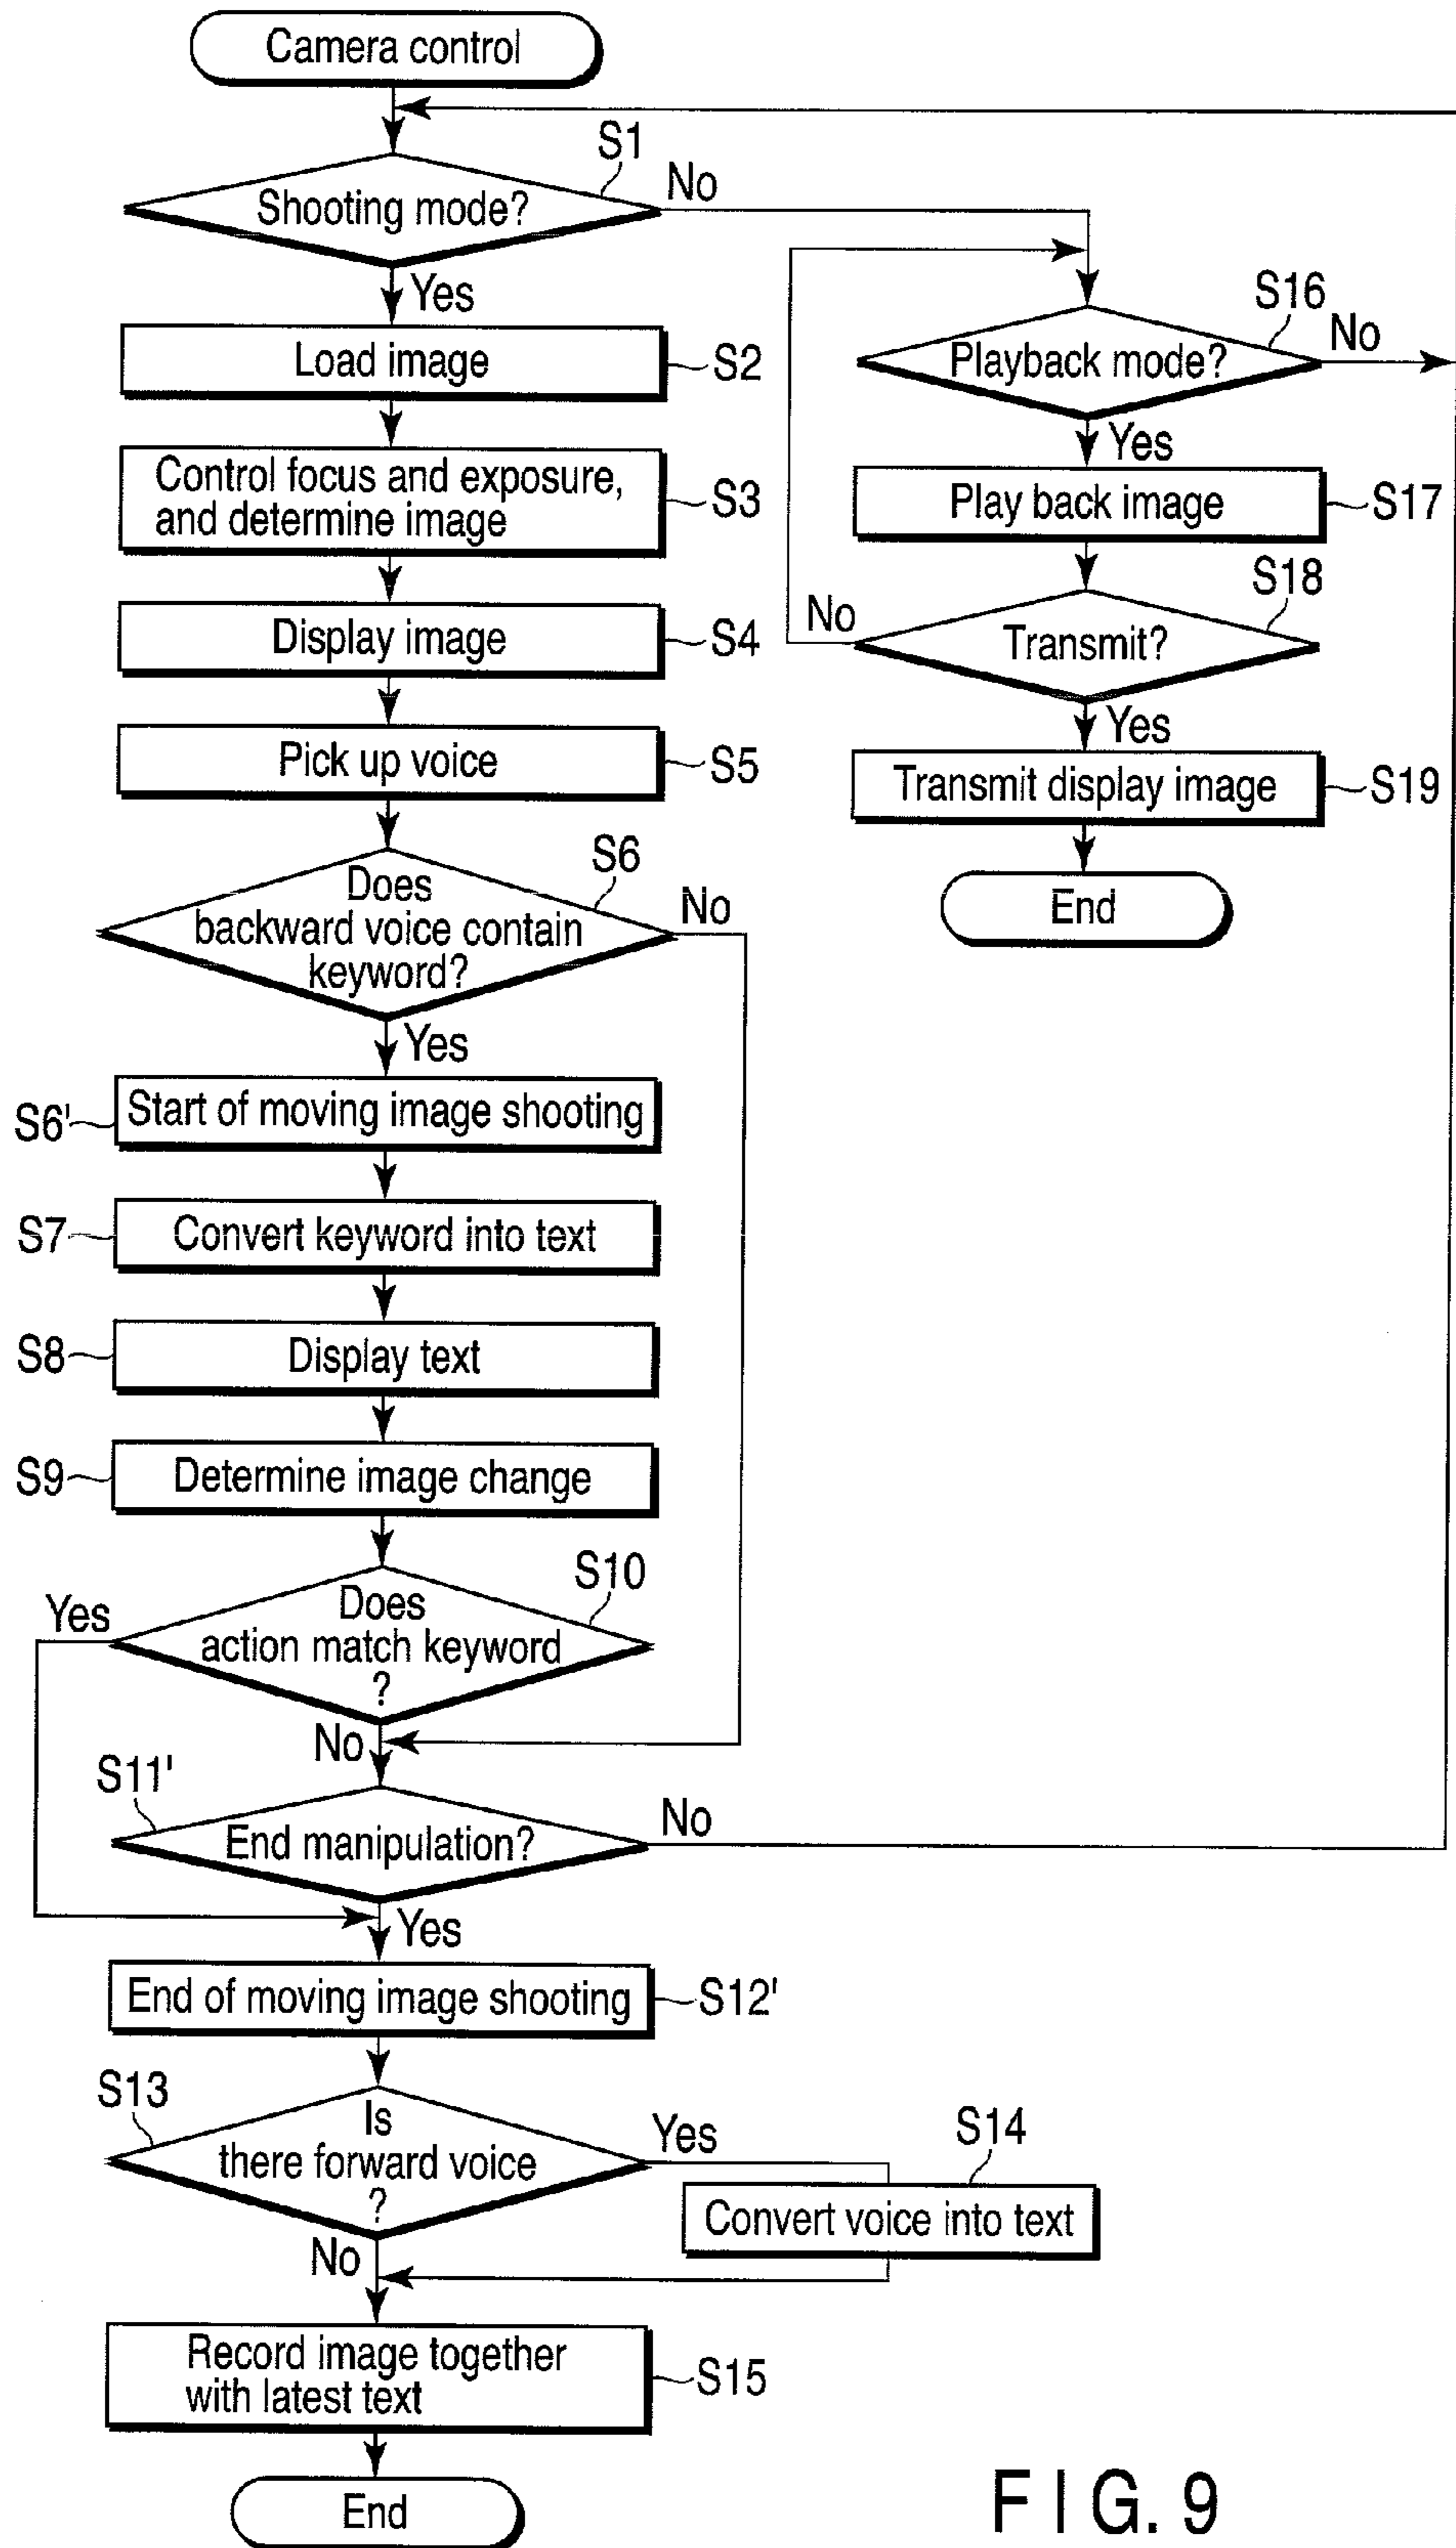 Camera control
S1
Shooting mode?
No
Yes
Load image
S2
Control focus and exposure,
and determine image
S3
Display image
S4
Pick up voice
S5
Does
backward voice contain
keyword?
S6
No
Yes
S6'
Start of moving image shooting
S7
Convert keyword into text
S8
Display text
S9
Determine image change
S10
Does
action match keyword
?
Yes
No
S11'
End manipulation?
No
Yes
End of moving image shooting
S12'
S13
Is
there forward voice
?
Yes
S14
Convert voice into text
No
Record image together
with latest text
S15
End
S16
Playback mode?
No
Yes
Play back image
S17
S18
Transmit?
No
Yes
Transmit display image
S19
End
FIG. 9